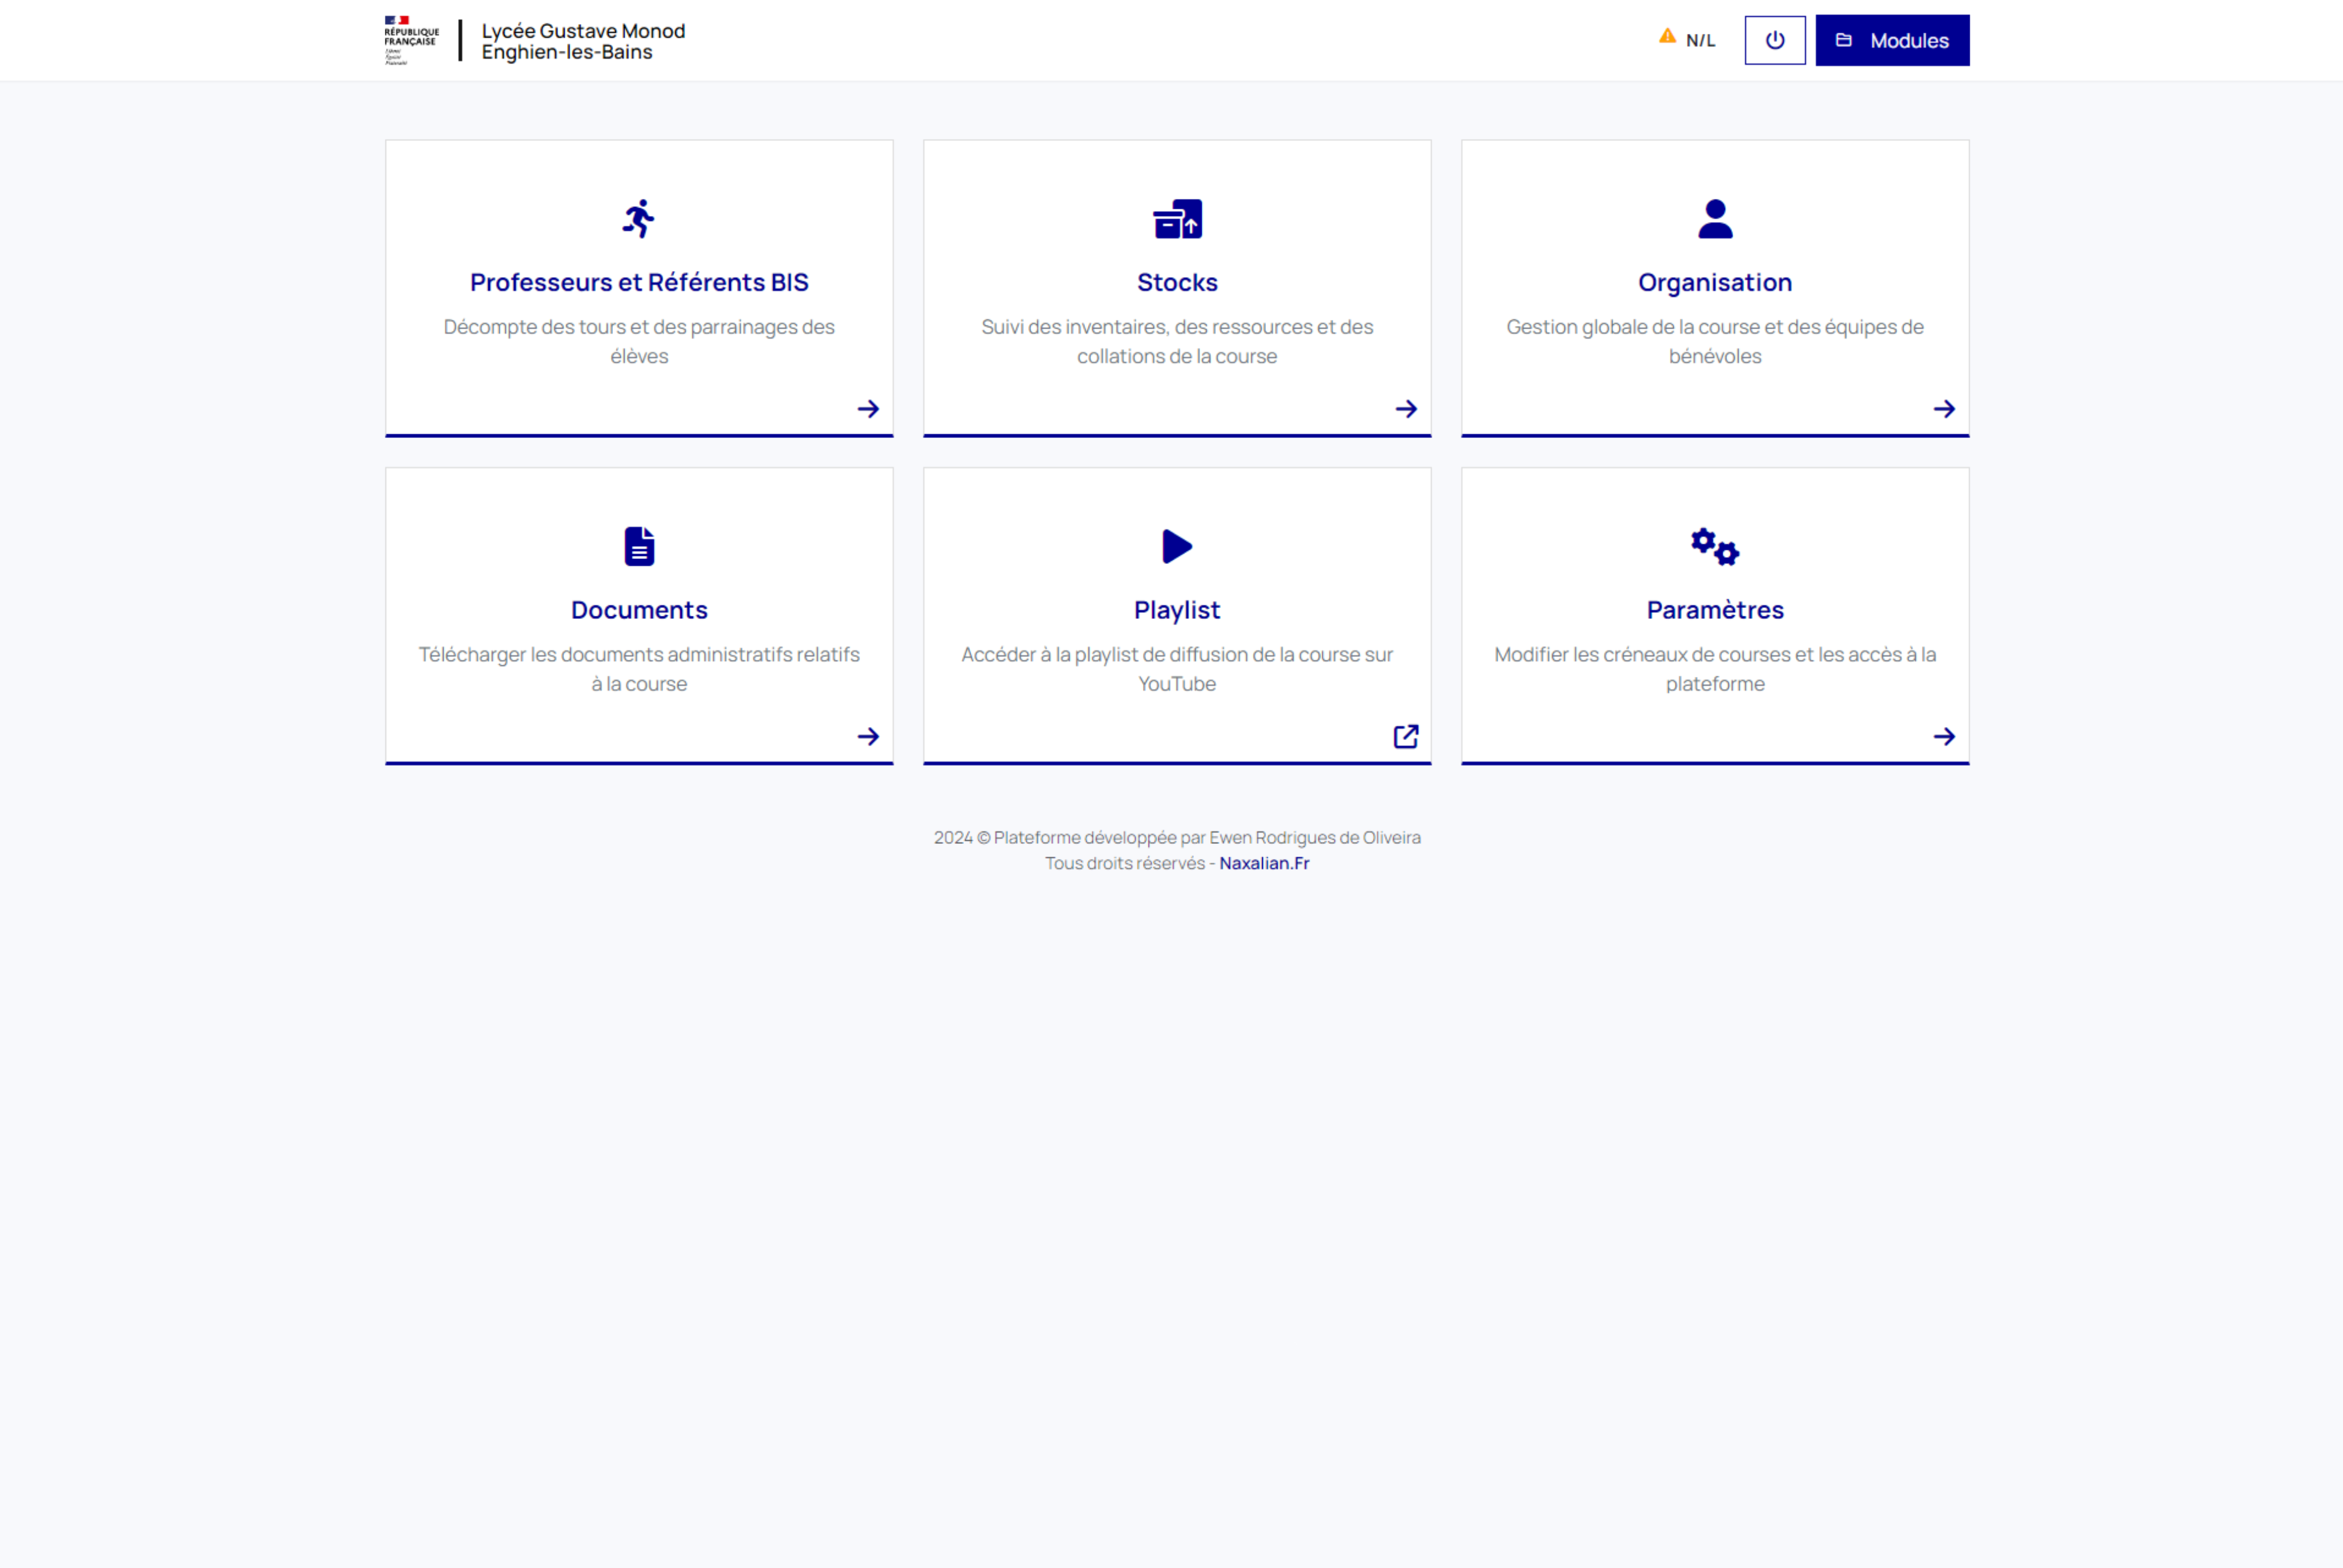 RÉPUBLIQUE
FRANÇAISE
Liberté
Égalité
Fraternité
Lycée Gustave Monod
Enghien-les-Bains
N/L
Modules
Professeurs et Référents BIS
Décompte des tours et des parrainages des
élèves
Stocks
Suivi des inventaires, des ressources et des
collations de la course
Organisation
Gestion globale de la course et des équipes de
bénévoles
Documents
Télécharger les documents administratifs relatifs
à la course
Playlist
Accéder à la playlist de diffusion de la course sur
YouTube
Paramètres
Modifier les créneaux de courses et les accès à la
plateforme
2024 © Plateforme développée par Ewen Rodrigues de Oliveira
Tous droits réservés - Naxalian.Fr